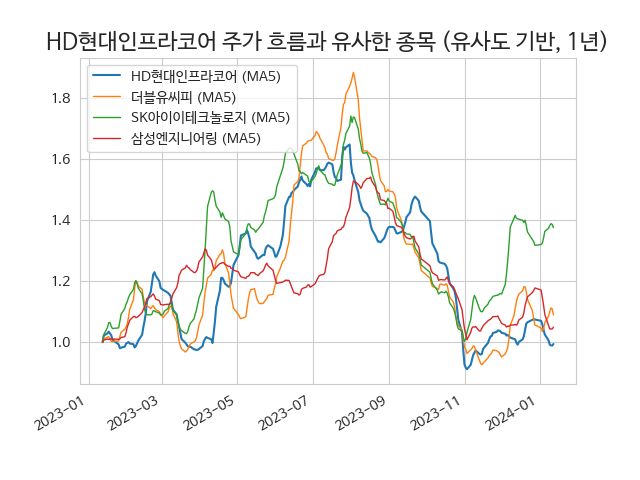 HD현대인프라코어 주가 흐름과 유사한 종목 (유사도 기반, 1년)
HD현대인프라코어 (MA5)
더블유씨피 (MA5)
SK아이이테크놀로지 (MA5)
삼성엔지니어링 (MA5)
1.8
1.6
1.4
1.2
1.0
2023-01
2023-03
2023-05
2023-07
2023-09
2023-11
2024-01